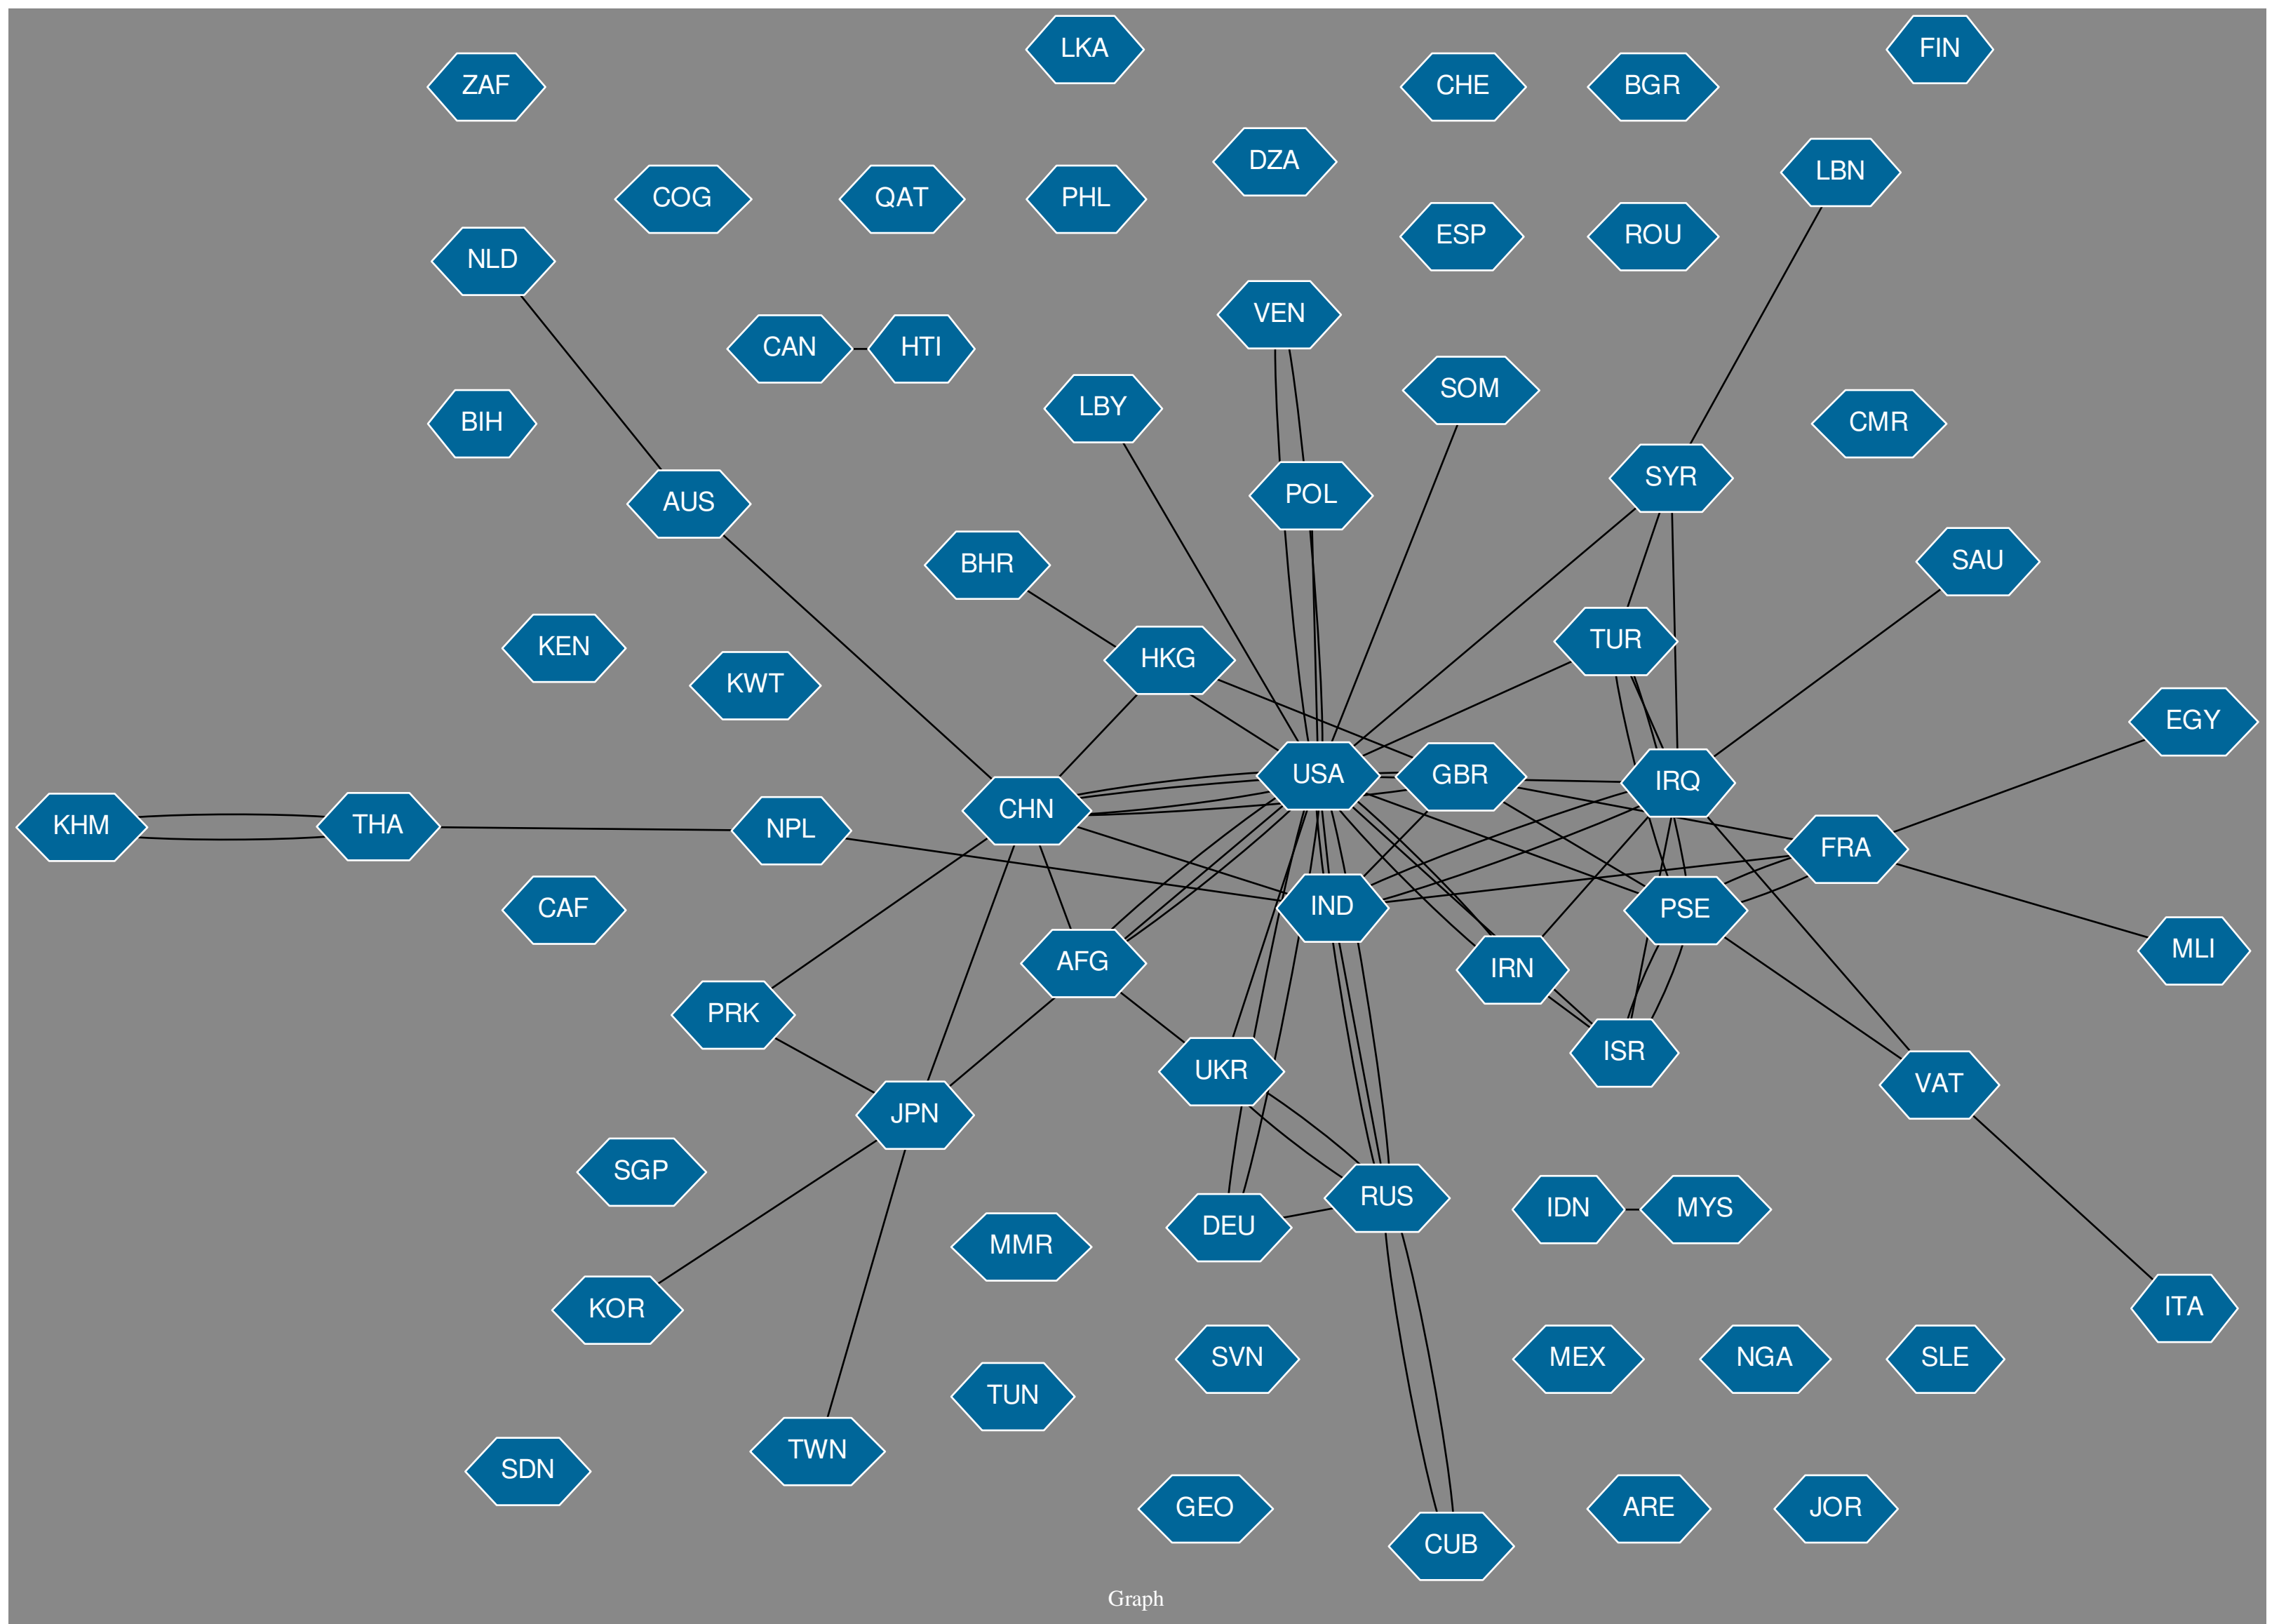 LKA
FIN
ZAF
CHE
BGR
DZA
LBN
COG
QAT
PHL
ESP
ROU
NLD
VEN
CAN
HTI
SOM
LBY
BIH
CMR
SYR
POL
AUS
BHR
SAU
TUR
KEN
HKG
KWT
EGY
USA
GBR
IRQ
CHN
KHM
THA
NPL
FRA
CAF
IND
PSE
MLI
AFG
IRN
PRK
ISR
UKR
VAT
JPN
SGP
RUS
IDN
MYS
DEU
MMR
KOR
ITA
SVN
MEX
NGA
SLE
TUN
TWN
SDN
GEO
ARE
JOR
CUB
Graph